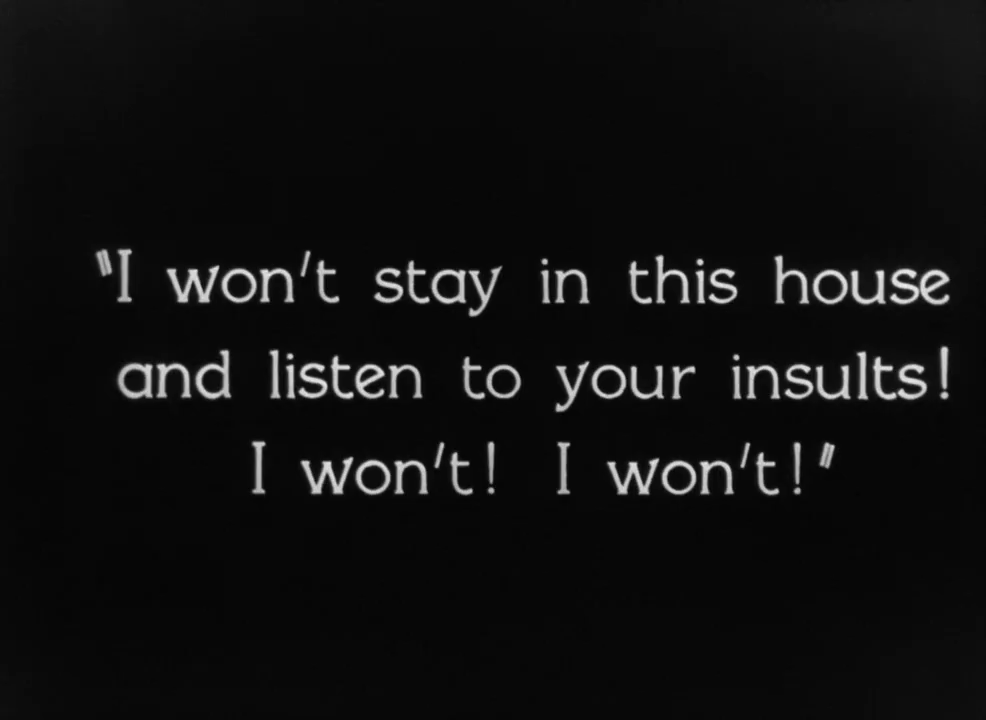 "I won't stay in this house
and listen to your insults!
I won't! I won't!"